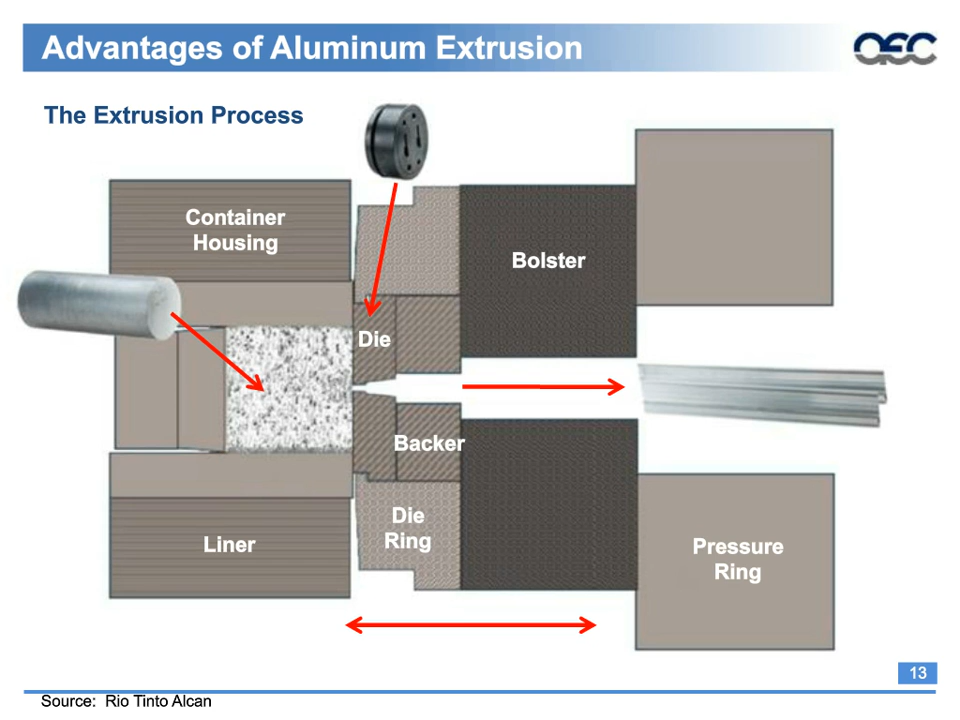 Advantages of Aluminum Extrusion
AEC
The Extrusion Process
Container
Housing
Bolster
Die
Backer
Die
Ring
Liner
Pressure
Ring
13
Source: Rio Tinto Alcan